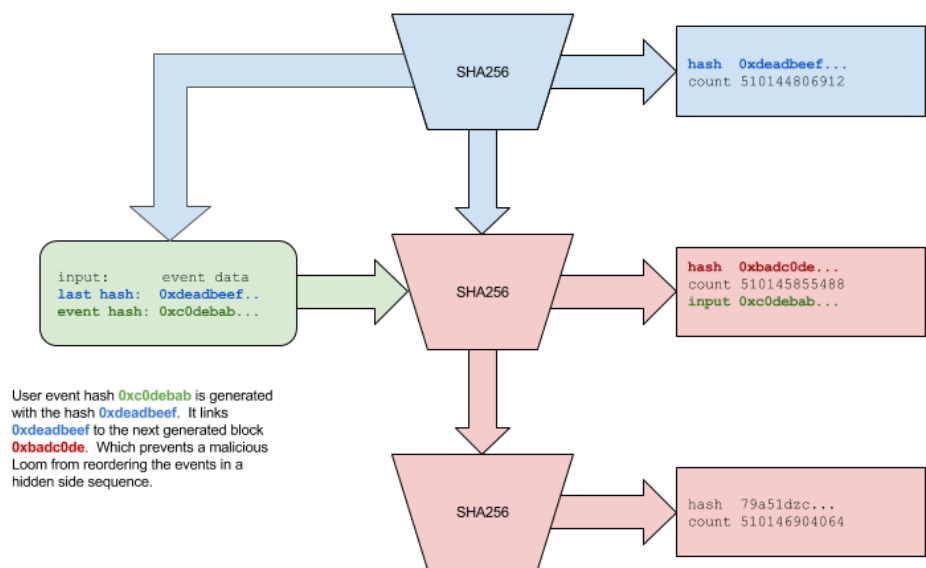 SHA256
hash  0xdeadbeef...
count 510144806912
input:      event data
last hash:  0xdeadbeef..
event hash: 0xc0debab...
SHA256
hash  0xbadc0de...
count 510145855488
input 0xc0debab...
User event hash 0xc0debab is generated
with the hash 0xdeadbeef.  It links
0xdeadbeef to the next generated block
0xbadc0de.  Which prevents a malicious
Loom from reordering the events in a
hidden side sequence.
SHA256
hash  79a51dzc...
count 510146904064